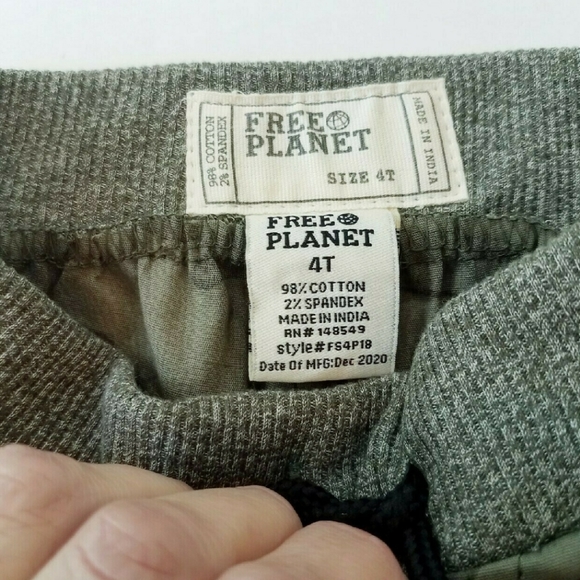 98% COTTON
2% SPANDEX
FREE PLANET
SIZE 4T
MADE IN INDIA
FREE
PLANET
4T
98% COTTON
2% SPANDEX
MADE IN INDIA
RN# 148549
Style# FS4P18
Date Of MFG:Dec 2020